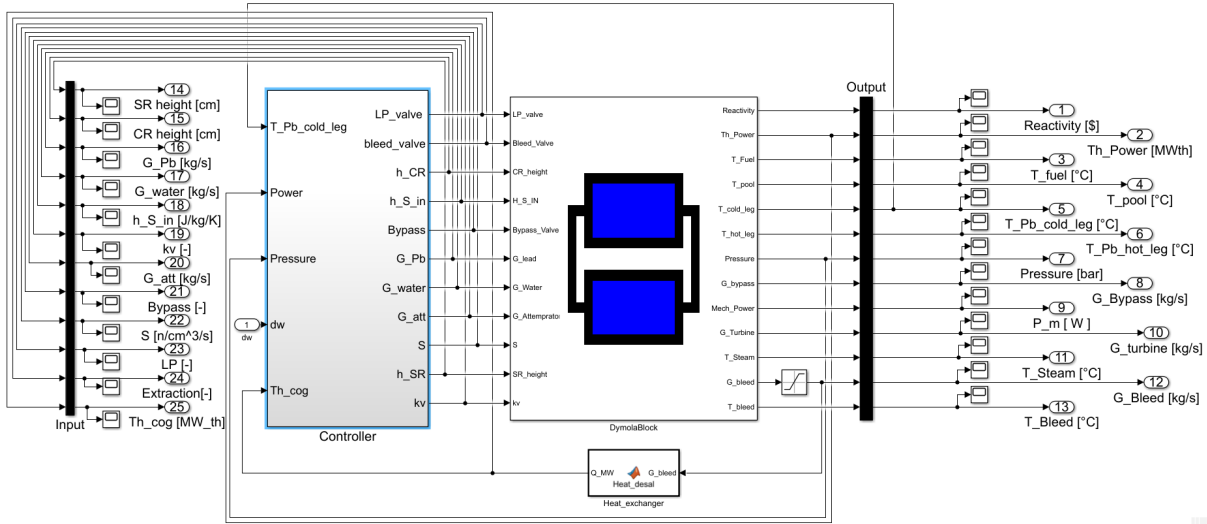 14
SR height [cm]
15
CR height [cm]
16
G_Pb [kg/s]
17
G_water [kg/s]
18
h_S_in [J/kg/K]
19
kv [-]
20
G_att [kg/s]
21
Bypass [-]
22
S [n/cm^3/s]
23
LP [-]
24
Extraction[-]
25
Th_cog [MW_th]
Input
1
dw
T_Pb_cold_leg
Power
Pressure
dw
Th_cog
LP_valve
bleed_valve
h_CR
h_S_in
Bypass
G_Pb
G_water
G_att
S
h_SR
kv
Controller
LP_valve
Bleed_Valve
CR_height
H_S_IN
Bypass_Valve
G_lead
G_Water
G_Attemprator
S
SR_height
kv
Reactivity
Th_Power
T_Fuel
T_pool
T_cold_leg
T_hot_leg
Pressure
G_bypass
Mech_Power
G_Turbine
T_Steam
G_bleed
T_bleed
DymolaBlock
Q_MW
G_bleed
Heat_desal
Heat_exchanger
Output
1
Reactivity [$]
2
Th_Power [MWth]
3
T_fuel [°C]
4
T_pool [°C]
5
T_Pb_cold_leg [°C]
6
T_Pb_hot_leg [°C]
7
Pressure [bar]
8
G_Bypass [kg/s]
9
P_m [ W ]
10
G_turbine [kg/s]
11
T_Steam [°C]
12
G_Bleed [kg/s]
13
T_Bleed [°C]